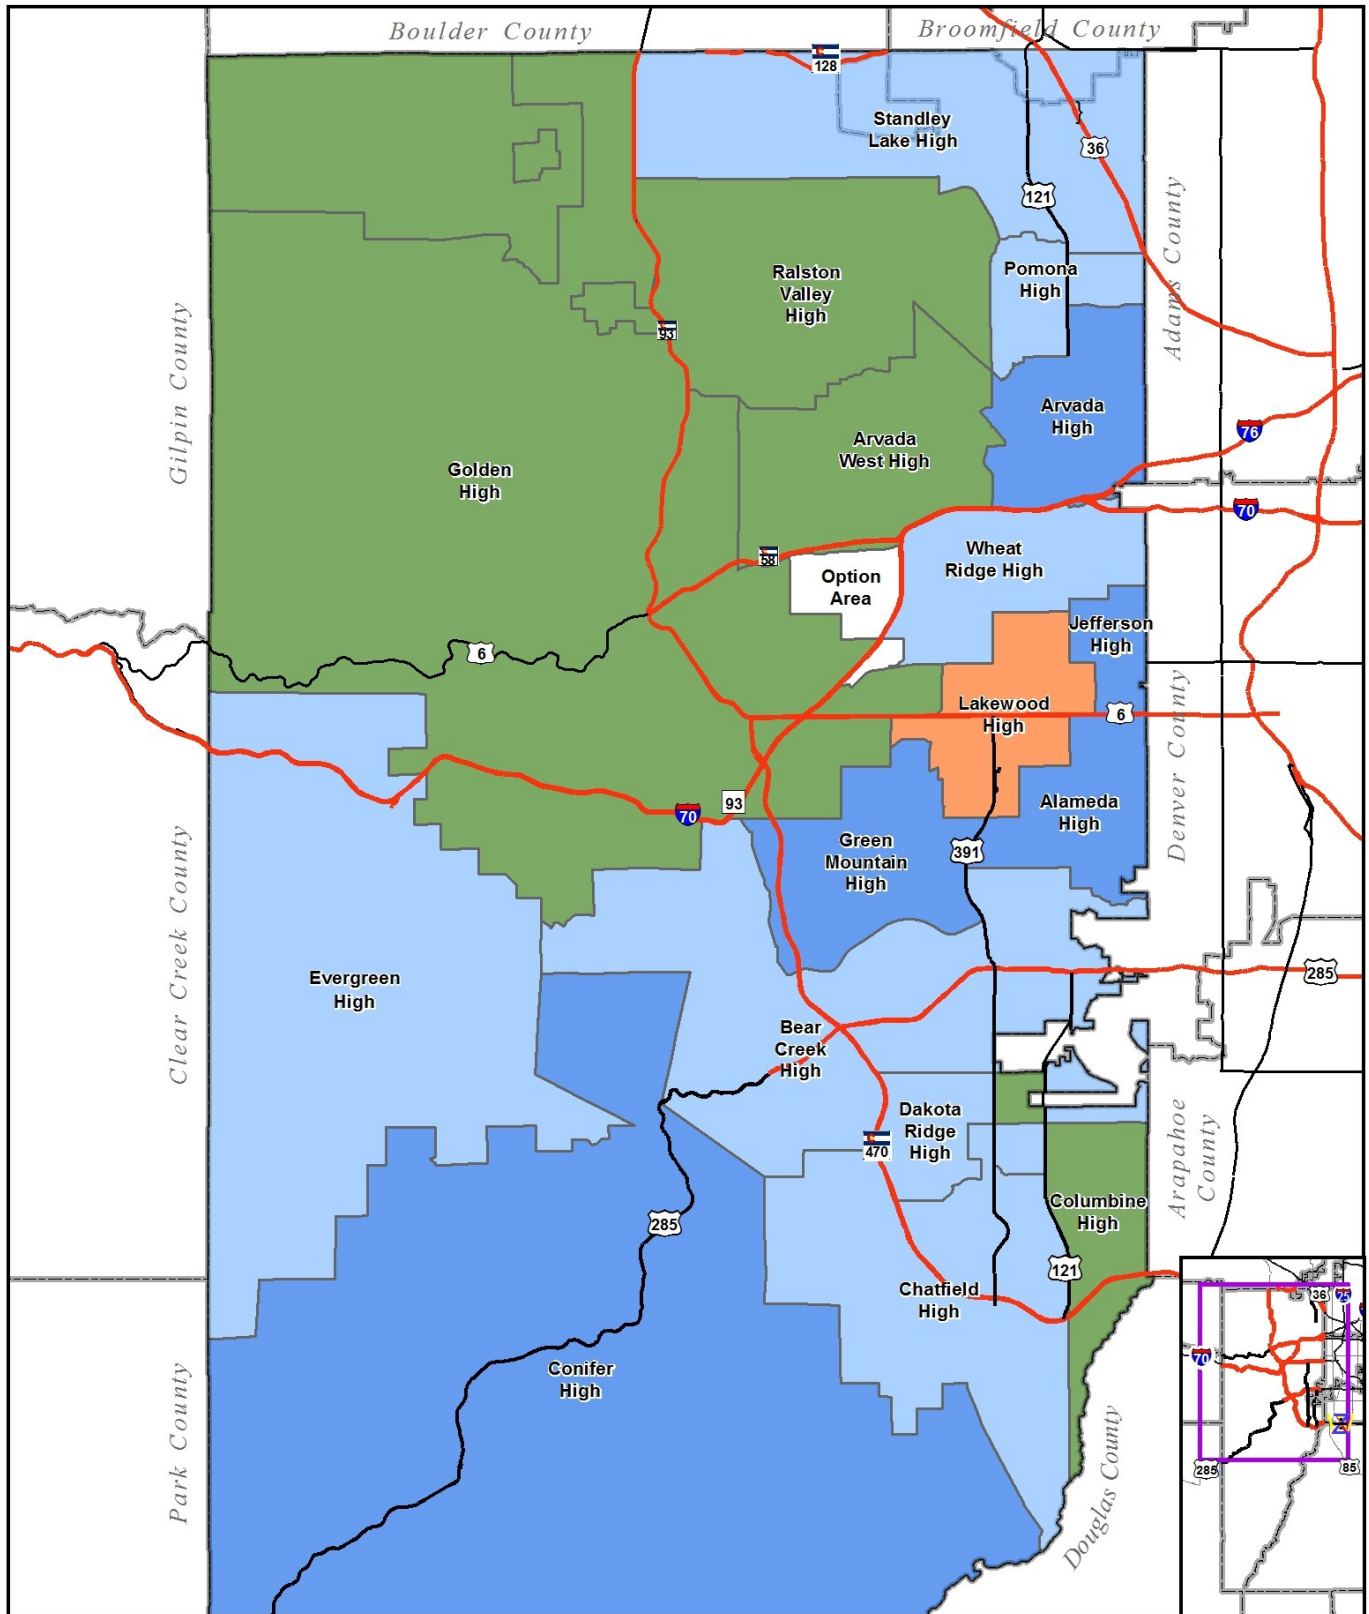 Boulder County
Broomfield County
128
Standley
Lake High
36
121
Adams County
Pomona
High
Ralston
Valley
High
Gilpin County
93
Arvada
High
76
Arvada
West High
Golden
High
70
58
Wheat
Ridge High
Option
Area
Jefferson
High
6
Denver County
Lakewood
High
6
93
70
Alameda
High
Green
Mountain
High
391
Clear Creek County
Evergreen
High
285
Bear
Creek
High
Dakota
Ridge
High
470
Arapahoe
County
Columbine
High
285
121
Chatfield
High
36
25
70
Conifer
High
Park County
Douglas County
285
85